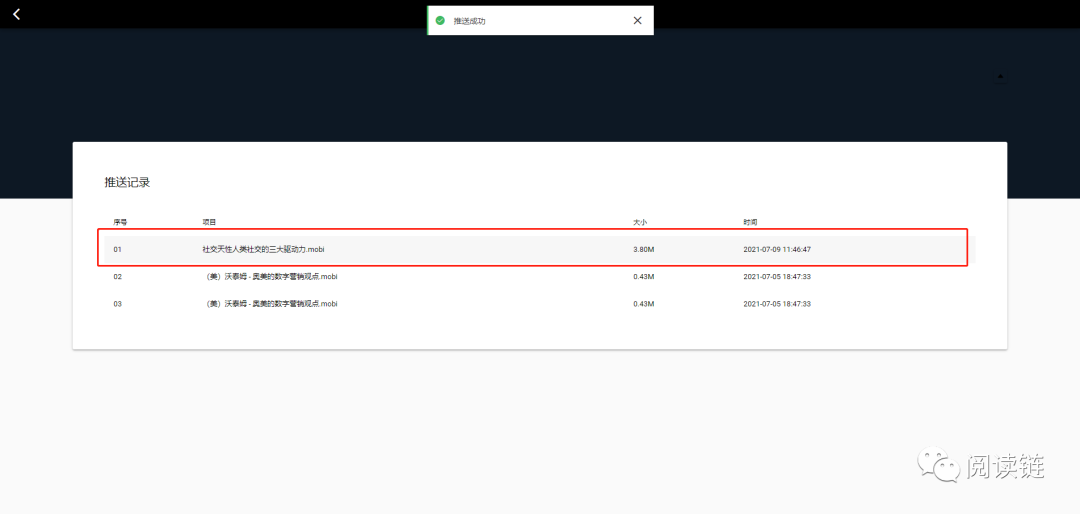 推送成功
推送记录
序号 项目 大小 时间
01 社交天性人类社交的三大驱动力.mobi 3.80M 2021-07-09 11:46:47
02 （美）沃泰姆 - 奥美的数字营销观点.mobi 0.43M 2021-07-05 18:47:33
03 （美）沃泰姆 - 奥美的数字营销观点.mobi 0.43M 2021-07-05 18:47:33
阅读链